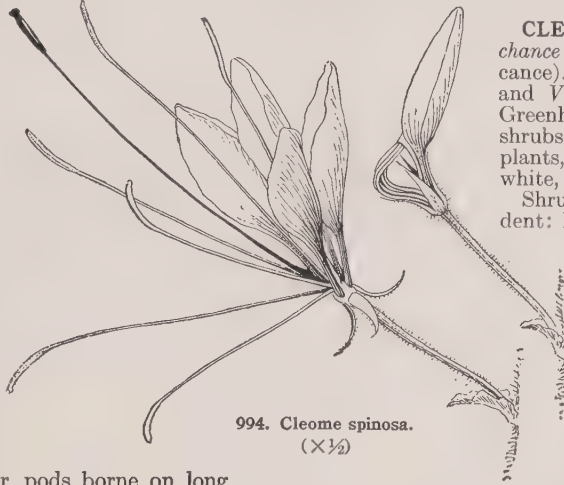 CLE
chance
cance).
and V
Greenh
shrubs
plants,
white,
Shru
dent:
994. Cleome spinosa.
(×½)
r, pods borne on long